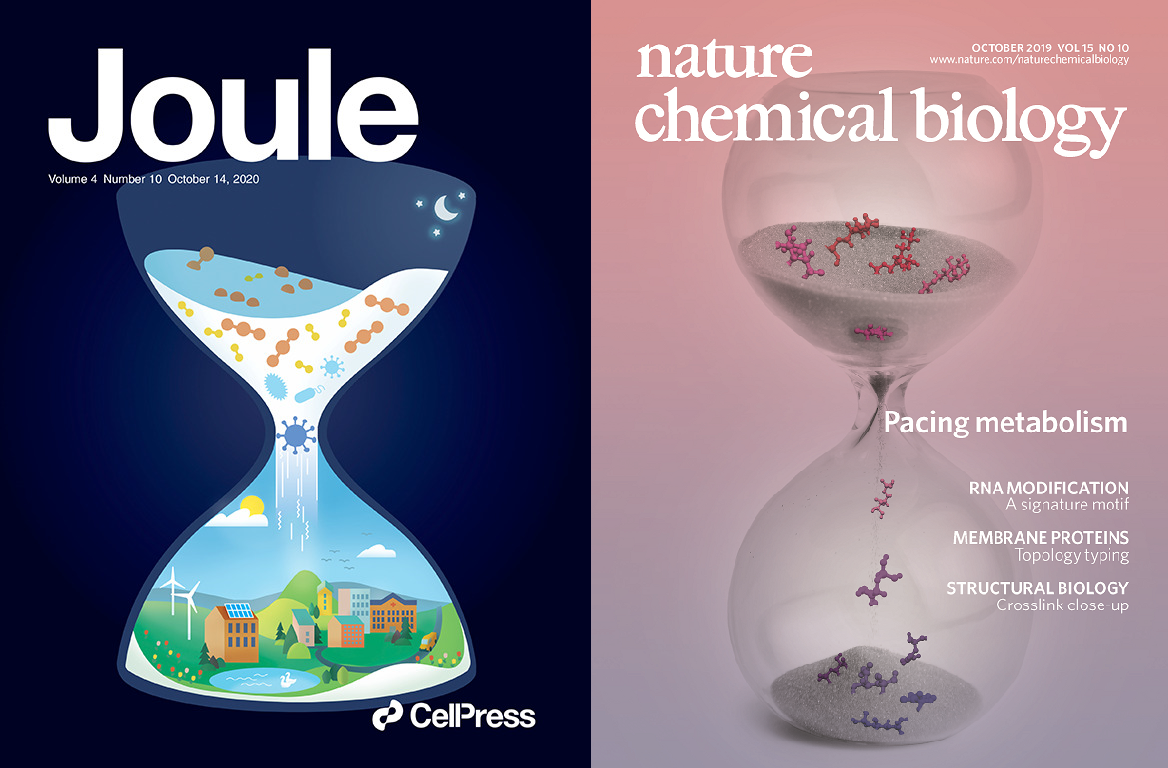 Joule
Volume 4 Number 10 October 14, 2020
CellPress
nature
chemical biology
OCTOBER 2019 VOL 15 NO 10
www.nature.com/naturechemicalbiology
Pacing metabolism
RNA MODIFICATION
A signature motif
MEMBRANE PROTEINS
Topology typing
STRUCTURAL BIOLOGY
Crosslink close-up